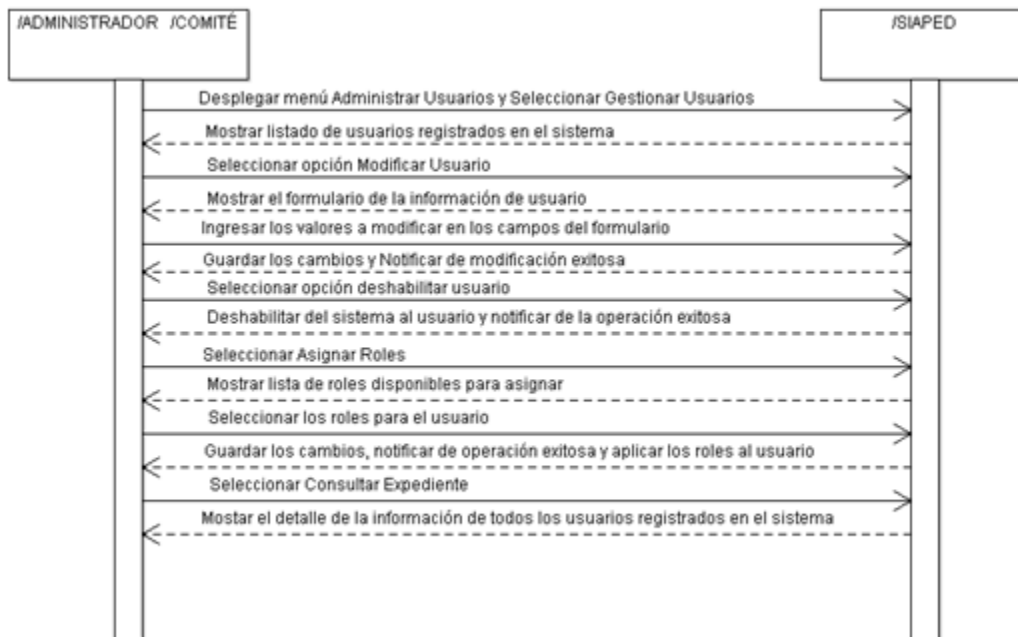 /ADMINISTRADOR /COMITÉ
/SIAPED
Desplegar menú Administrar Usuarios y Seleccionar Gestionar Usuarios
Mostrar listado de usuarios registrados en el sistema
Seleccionar opción Modificar Usuario
Mostrar el formulario de la información de usuario
Ingresar los valores a modificar en los campos del formulario
Guardar los cambios y Notificar de modificación exitosa
Seleccionar opción deshabilitar usuario
Deshabilitar del sistema al usuario y notificar de la operación exitosa
Seleccionar Asignar Roles
Mostrar lista de roles disponibles para asignar
Seleccionar los roles para el usuario
Guardar los cambios, notificar de operación exitosa y aplicar los roles al usuario
Seleccionar Consultar Expediente
Mostar el detalle de la información de todos los usuarios registrados en el sistema